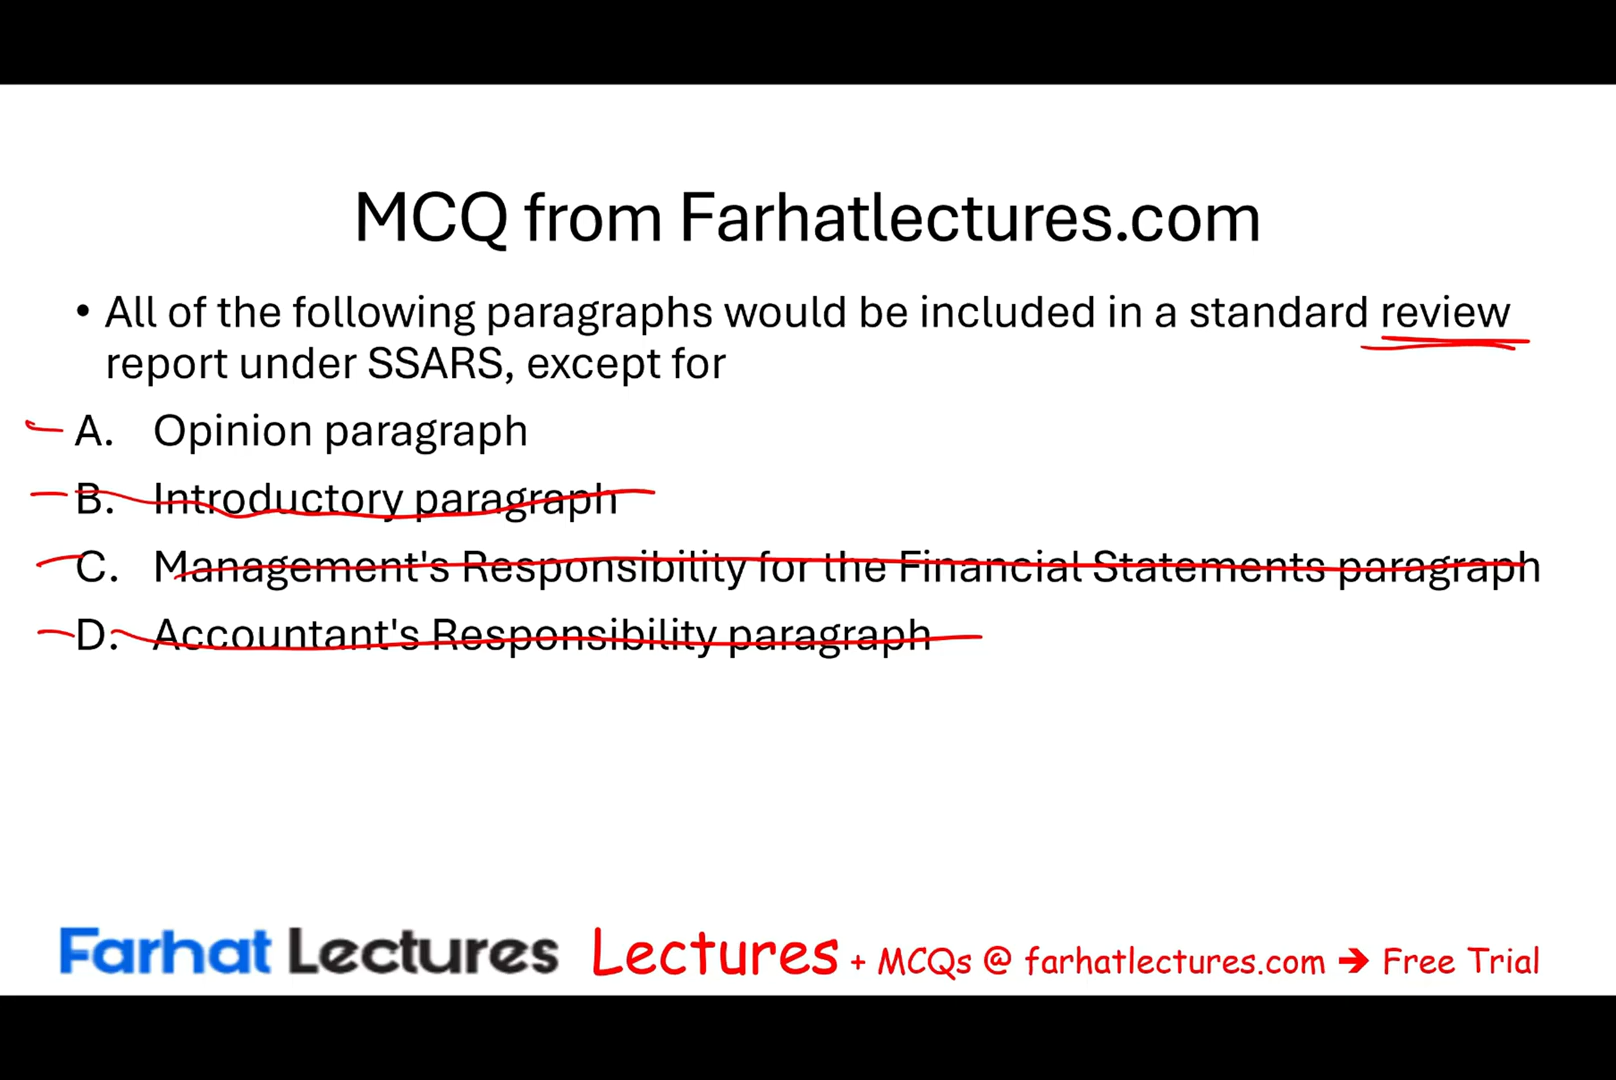 MCQ from Farhatlectures.com
• All of the following paragraphs would be included in a standard review
report under SSARS, except for
A. Opinion paragraph
B. Introductory paragraph
C. Management's Responsibility for the Financial Statements paragraph
D. Accountant's Responsibility paragraph
Farhat Lectures Lectures + MCQs @ farhatlectures.com ➔ Free Trial